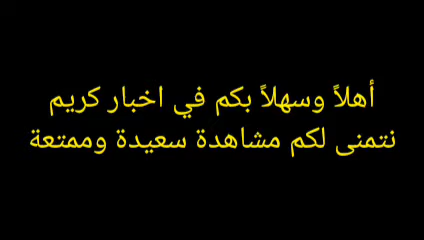 أهلاً وسهلاً بكم في اخبار كريم
نتمنى لكم مشاهدة سعيدة وممتعة